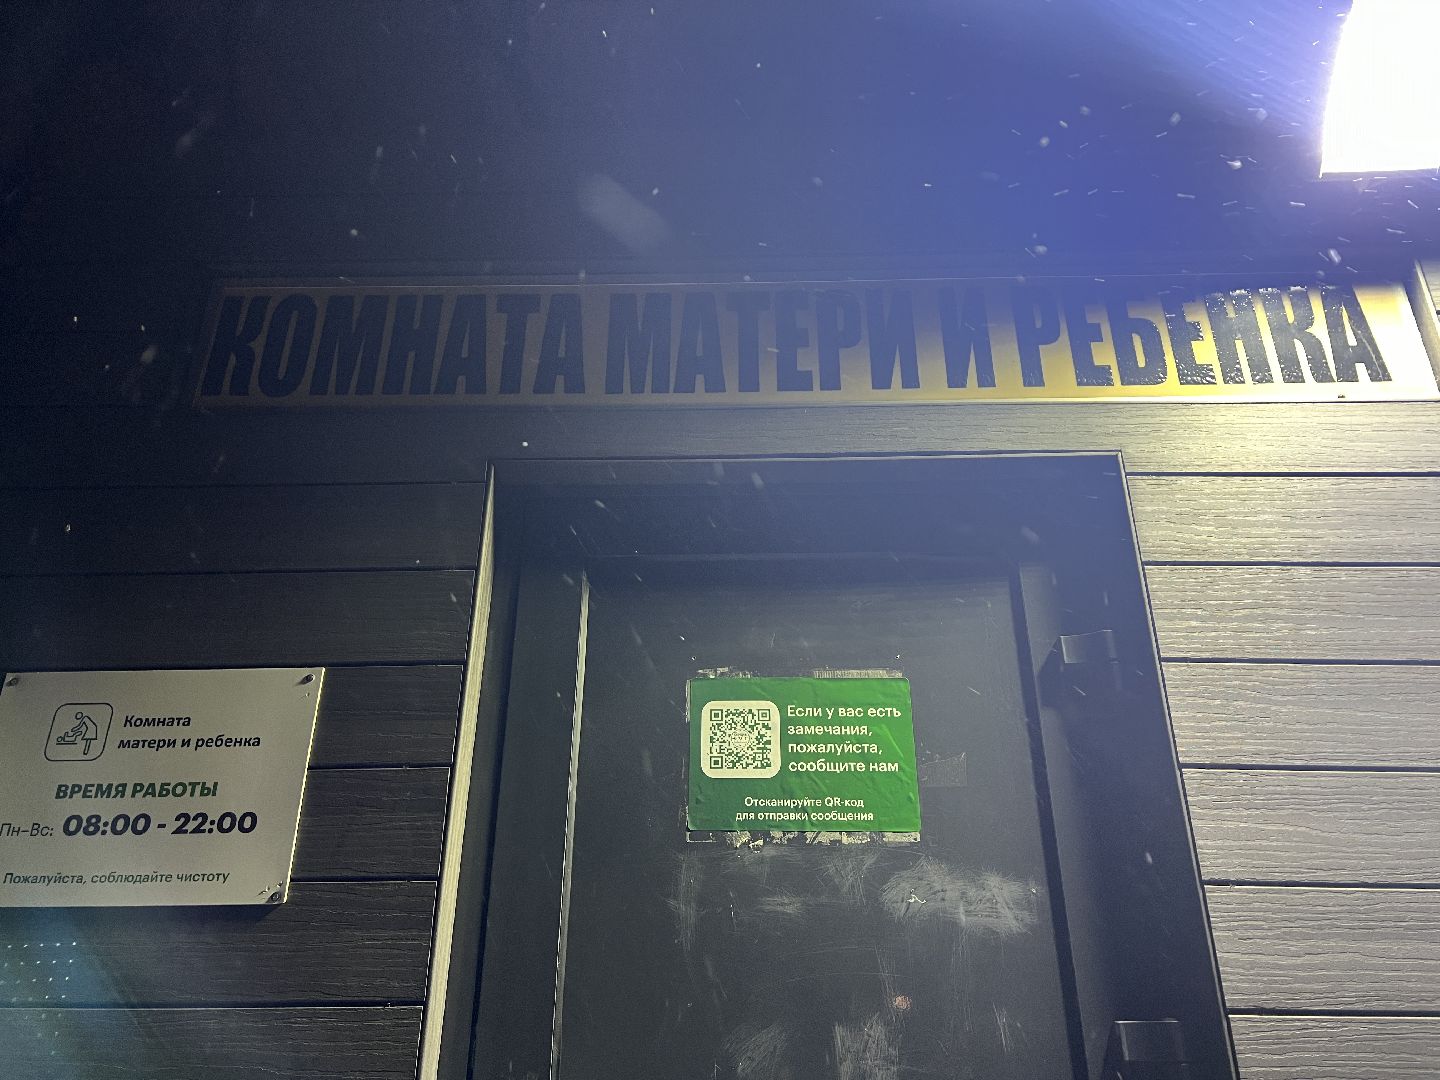 КОМНАТА МАТЕРИ И РЕБЕНКА
Комната
матери и ребенка
ВРЕМЯ РАБОТЫ
Пн-Вс: 08:00 - 22:00
Пожалуйста, соблюдайте чистоту
Если у вас есть
замечания,
пожалуйста,
сообщите нам
Отсканируйте QR-код
для отправки сообщения